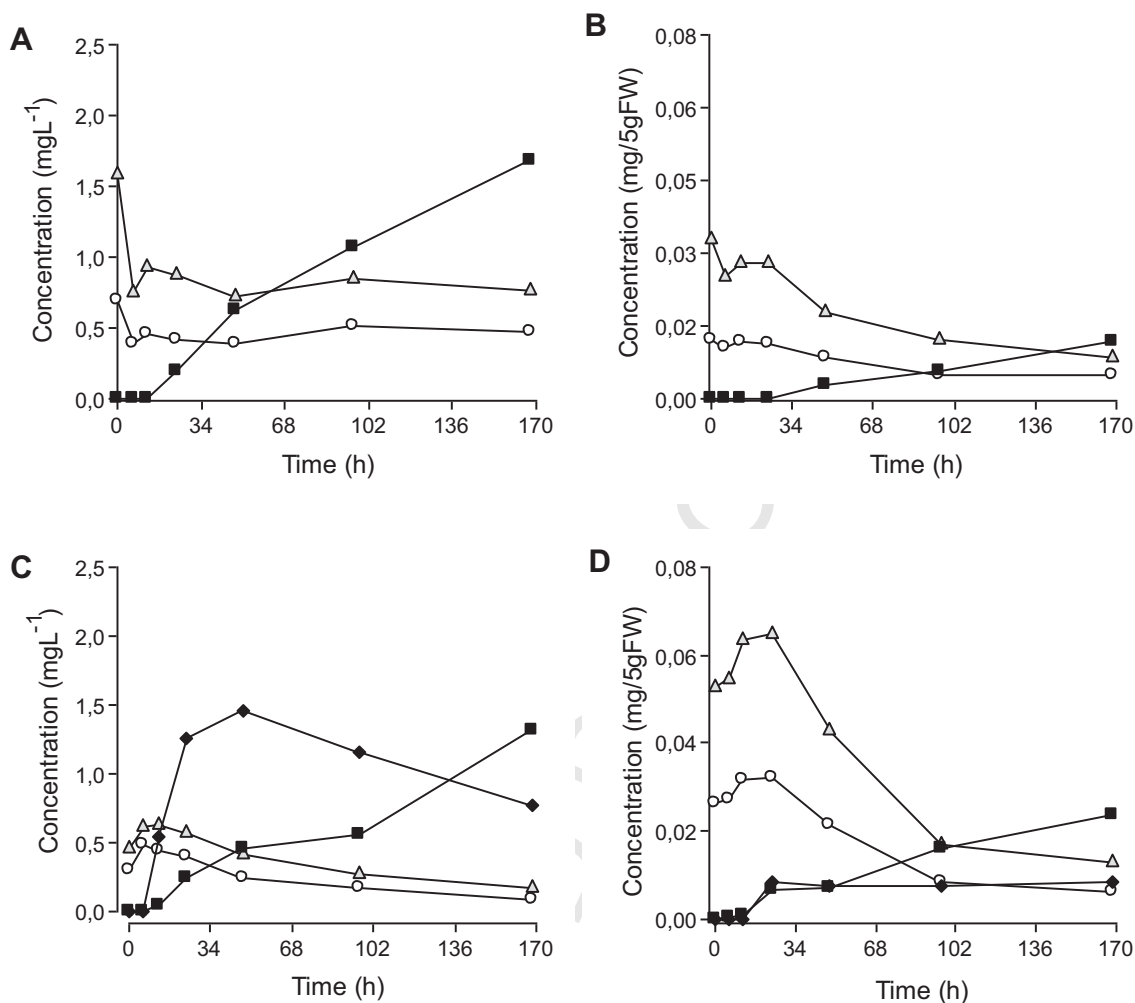 A
Concentration (mgL⁻¹)
2,5
2,0
1,5
1,0
0,5
0,0
0 34 68 102 136 170
Time (h)
B
Concentration (mg/5gFW)
0,08
0,06
0,05
0,03
0,02
0,00
0 34 68 102 136 170
Time (h)
C
Concentration (mgL⁻¹)
2,5
2,0
1,5
1,0
0,5
0,0
0 34 68 102 136 170
Time (h)
D
Concentration (mg/5gFW)
0,08
0,06
0,04
0,02
0,00
0 34 68 102 136 170
Time (h)